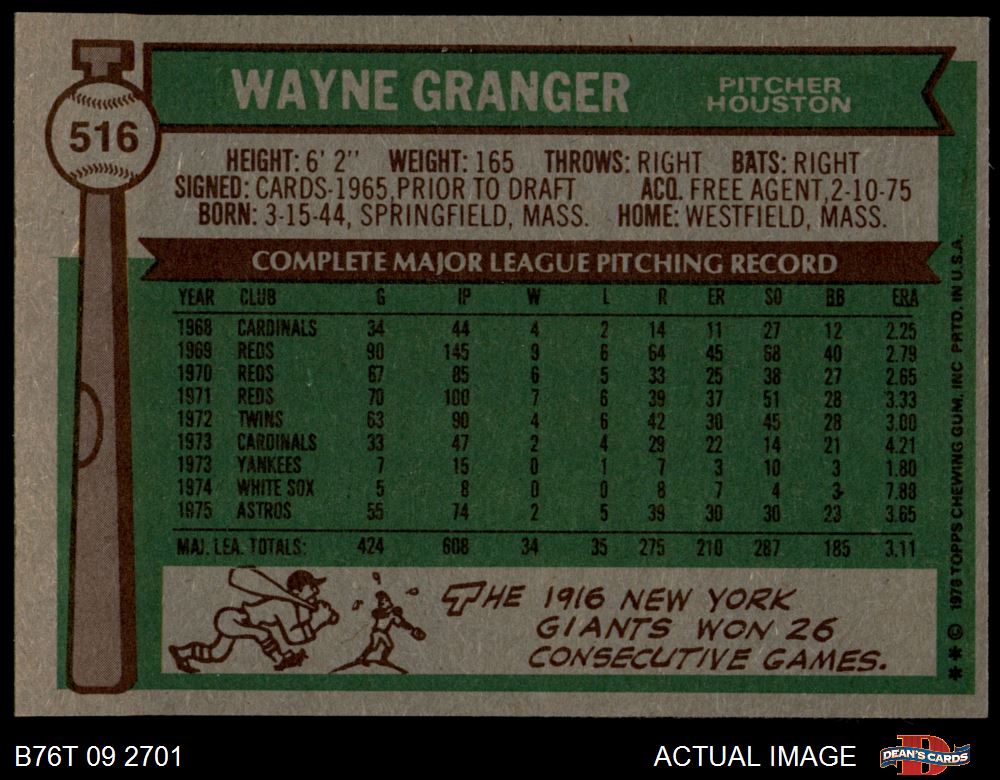 516
WAYNE GRANGER
PITCHER
HOUSTON
HEIGHT: 6' 2" WEIGHT: 165 THROWS: RIGHT BATS: RIGHT
SIGNED: CARDS-1965, PRIOR TO DRAFT ACQ. FREE AGENT, 2-10-75
BORN: 3-15-44, SPRINGFIELD, MASS. HOME: WESTFIELD, MASS.
COMPLETE MAJOR LEAGUE PITCHING RECORD
YEAR CLUB G IP W L R ER SO BB ERA
1968 CARDINALS 34 44 4 2 14 11 27 12 2.25
1969 REDS 90 145 9 6 64 45 68 40 2.79
1970 REDS 67 85 6 5 33 25 38 27 2.65
1971 REDS 70 100 7 6 39 37 51 28 3.33
1972 TWINS 63 90 4 6 42 30 45 28 3.00
1973 CARDINALS 33 47 2 4 29 22 14 21 4.21
1973 YANKEES 7 15 0 1 7 3 10 3 1.80
1974 WHITE SOX 5 8 0 0 8 7 4 3 7.88
1975 ASTROS 55 74 2 5 39 30 30 23 3.65
MAJ. LEA. TOTALS: 424 608 34 35 275 210 287 185 3.11
THE 1916 NEW YORK
GIANTS WON 26
CONSECUTIVE GAMES.
** © 1976 TOPPS CHEWING GUM, INC PRTD. IN U.S.A.
B76T 09 2701
ACTUAL IMAGE
DEAN'S CARDS